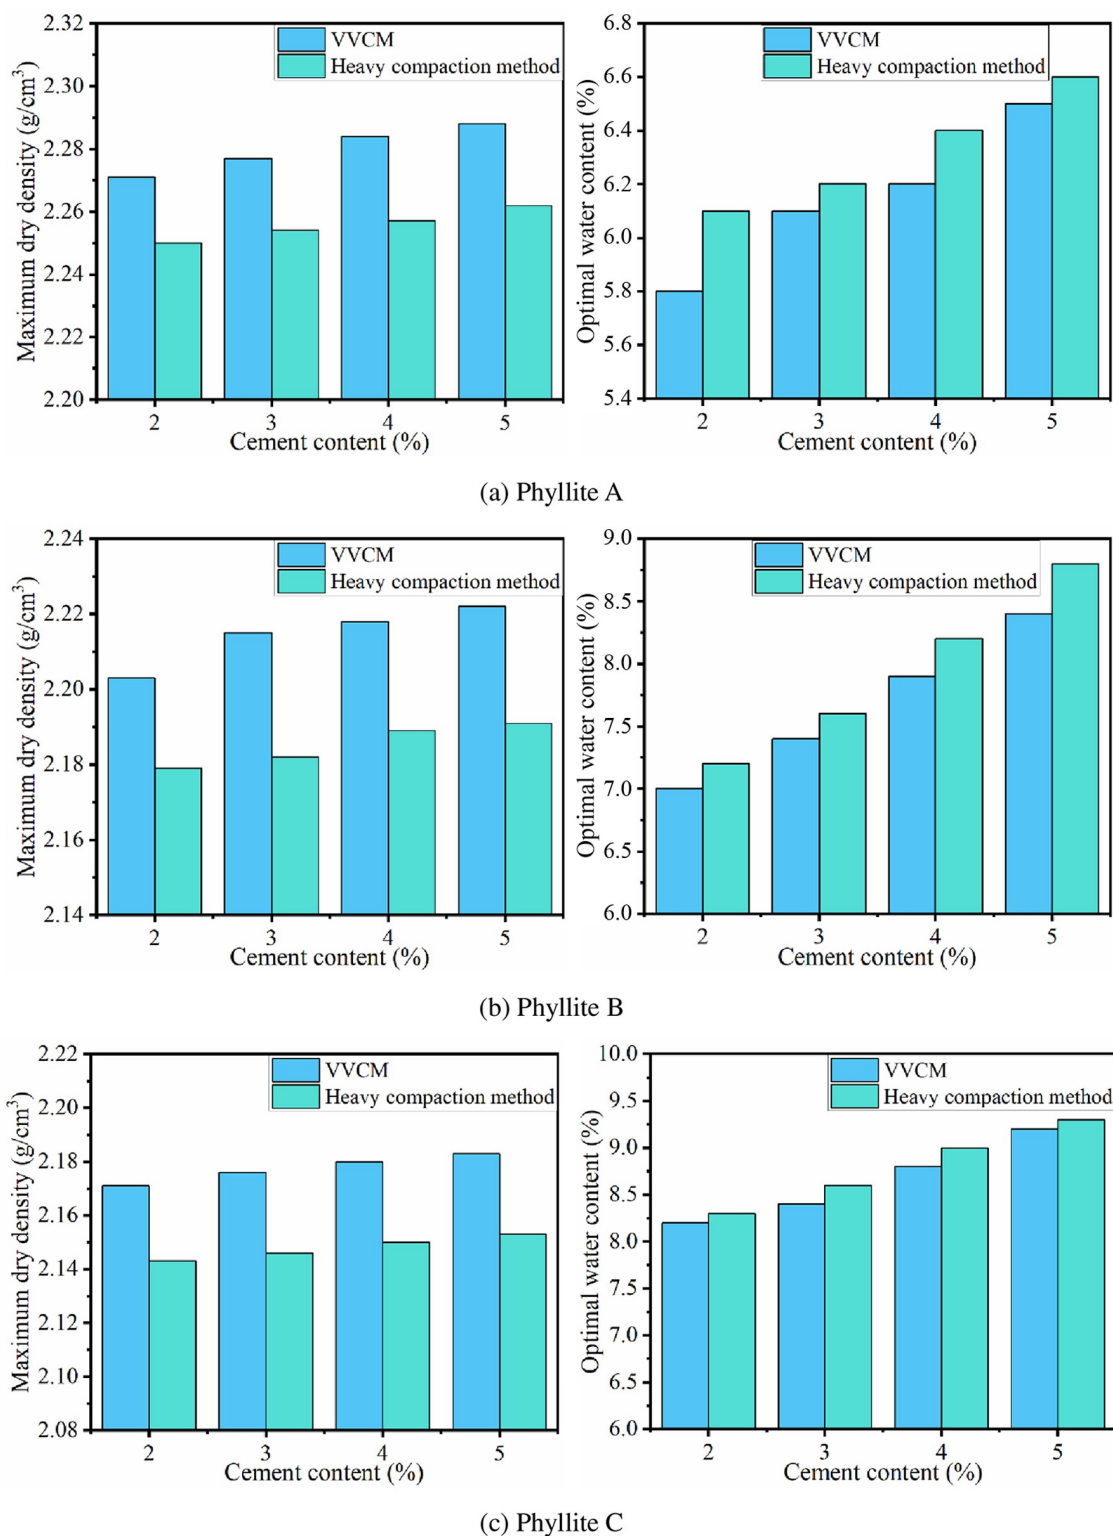 Maximum dry density (g/cm³)
2.32
2.30
2.28
2.26
2.24
2.22
2.20
VVCM
Heavy compaction method
2 3 4 5
Cement content (%)
Optimal water content (%)
6.8
6.6
6.4
6.2
6.0
5.8
5.6
5.4
VVCM
Heavy compaction method
2 3 4 5
Cement content (%)
(a) Phyllite A
Maximum dry density (g/cm³)
2.24
2.22
2.20
2.18
2.16
2.14
VVCM
Heavy compaction method
2 3 4 5
Cement content (%)
Optimal water content (%)
9.0
8.5
8.0
7.5
7.0
6.5
6.0
VVCM
Heavy compaction method
2 3 4 5
Cement content (%)
(b) Phyllite B
Maximum dry density (g/cm³)
2.22
2.20
2.18
2.16
2.14
2.12
2.10
2.08
VVCM
Heavy compaction method
2 3 4 5
Cement content (%)
Optimal water content (%)
10.0
9.5
9.0
8.5
8.0
7.5
7.0
6.5
6.0
VVCM
Heavy compaction method
2 3 4 5
Cement content (%)
(c) Phyllite C